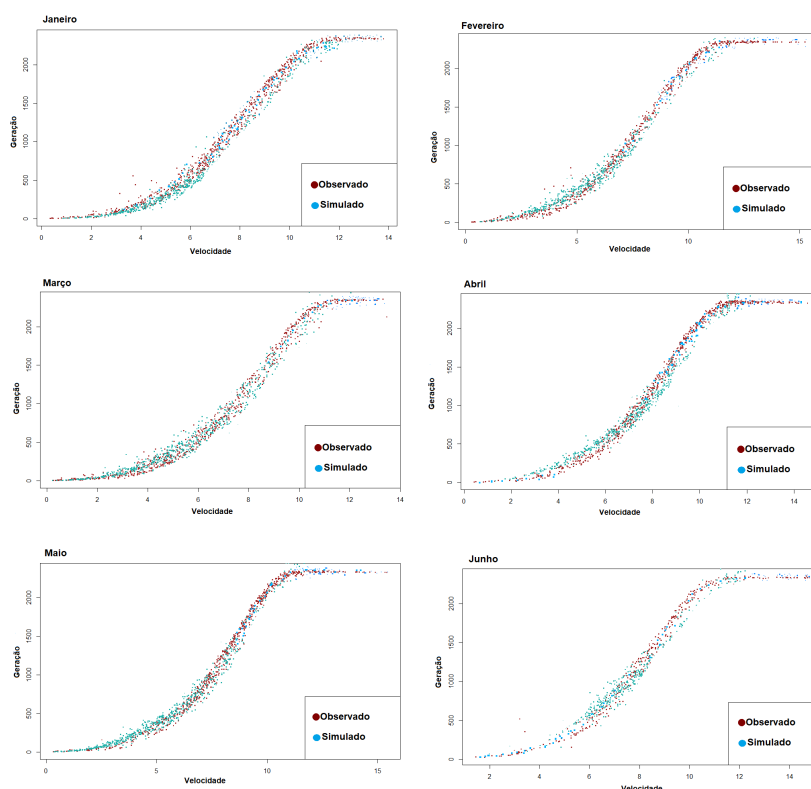 Janeiro
Geração
0 500 1000 1500 2000
Observado
Simulado
0 2 4 6 8 10 12 14
Velocidade
Fevereiro
Geração
0 500 1000 1500 2000
Observado
Simulado
0 5 10 15
Velocidade
Março
Geração
0 500 1000 1500 2000
Observado
Simulado
0 2 4 6 8 10 12 14
Velocidade
Abril
Geração
0 500 1000 1500 2000
Observado
Simulado
0 2 4 6 8 10 12 14
Velocidade
Maio
Geração
0 500 1000 1500 2000
Observado
Simulado
0 5 10 15
Velocidade
Junho
Geração
0 500 1000 1500 2000
Observado
Simulado
2 4 6 8 10 12 14
Velocidade